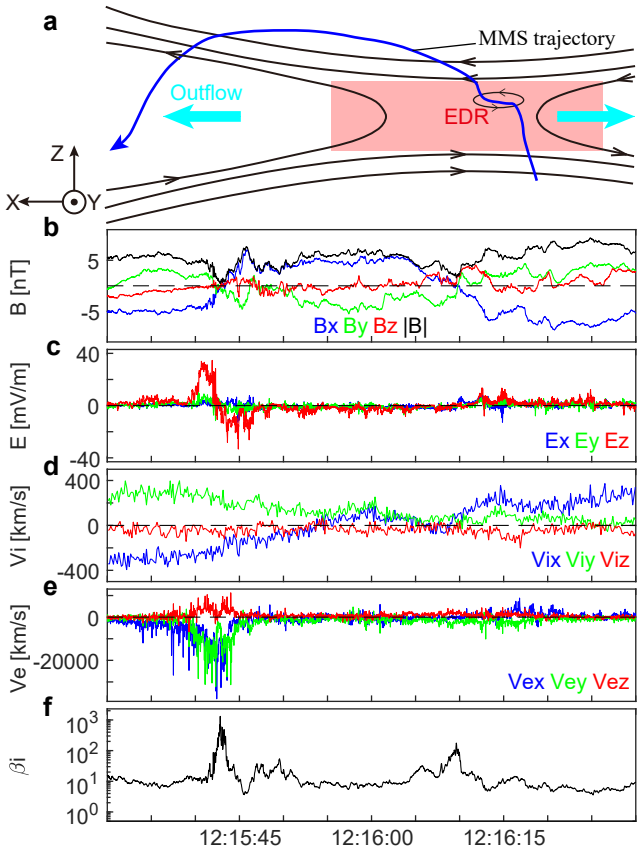 a
MMS trajectory
Outflow
EDR
Z
X
Y
b
B [nT]
5
-5
Bx By Bz |B|
c
E [mV/m]
40
0
-40
Ex Ey Ez
d
Vi [km/s]
400
0
-400
Vix Viy Viz
e
Ve [km/s]
0
-20000
Vex Vey Vez
f
βi
10³
10²
10¹
10⁰
12:15:45 12:16:00 12:16:15